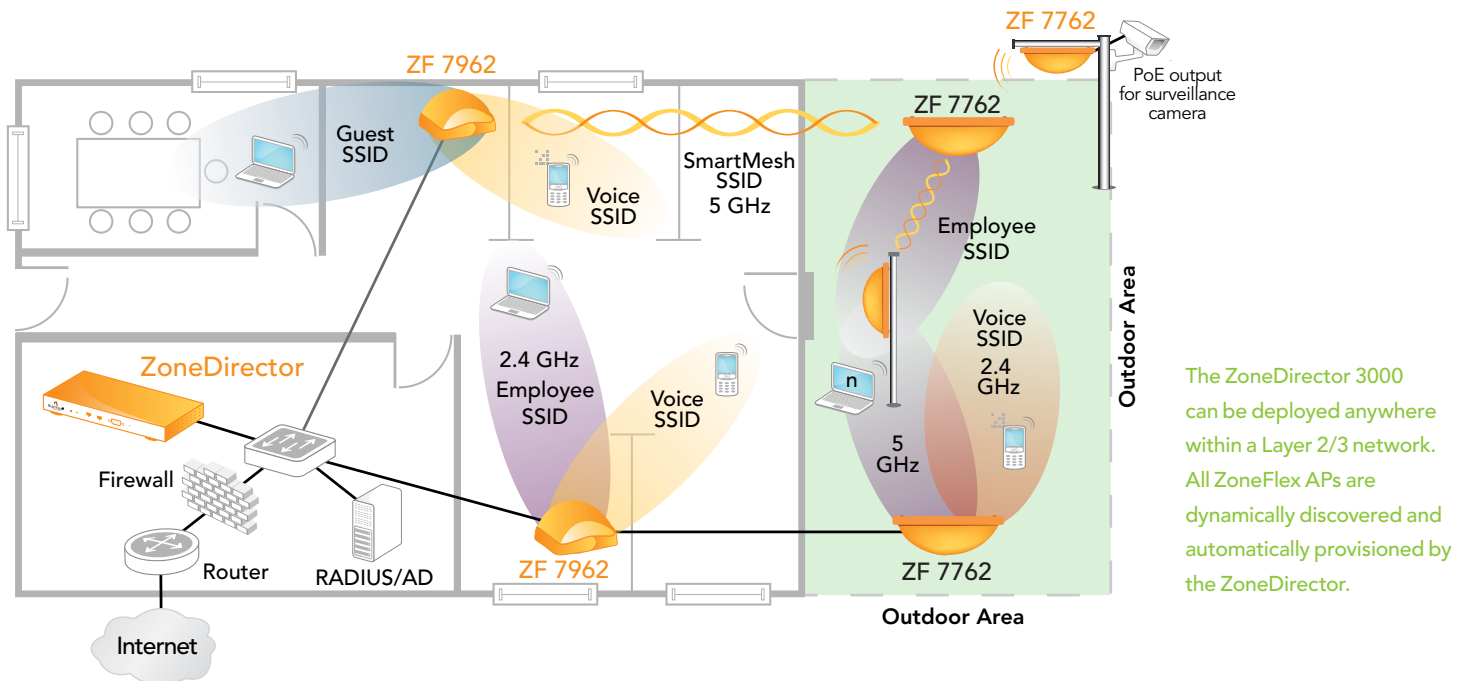 ZF 7762
PoE output
for surveillance
camera
ZF 7962
ZF 7762
Guest
SSID
SmartMesh
SSID
5 GHz
Voice
SSID
Employee
SSID
Outdoor Area
Voice
SSID
2.4
GHz
2.4 GHz
Employee
SSID
Voice
SSID
n
5
GHz
ZoneDirector
Firewall
Router
RADIUS/AD
Internet
ZF 7962
ZF 7762
Outdoor Area
The ZoneDirector 3000
can be deployed anywhere
within a Layer 2/3 network.
All ZoneFlex APs are
dynamically discovered and
automatically provisioned by
the ZoneDirector.